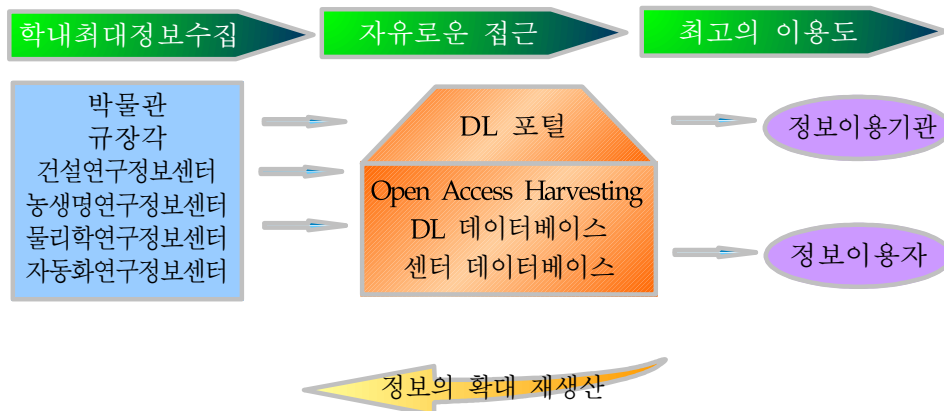 학내최대정보수집
자유로운 접근
최고의 이용도
박물관
규장각
건설연구정보센터
농생명연구정보센터
물리학연구정보센터
자동화연구정보센터
DL 포털
Open Access Harvesting
DL 데이터베이스
센터 데이터베이스
정보이용기관
정보이용자
정보의 확대 재생산